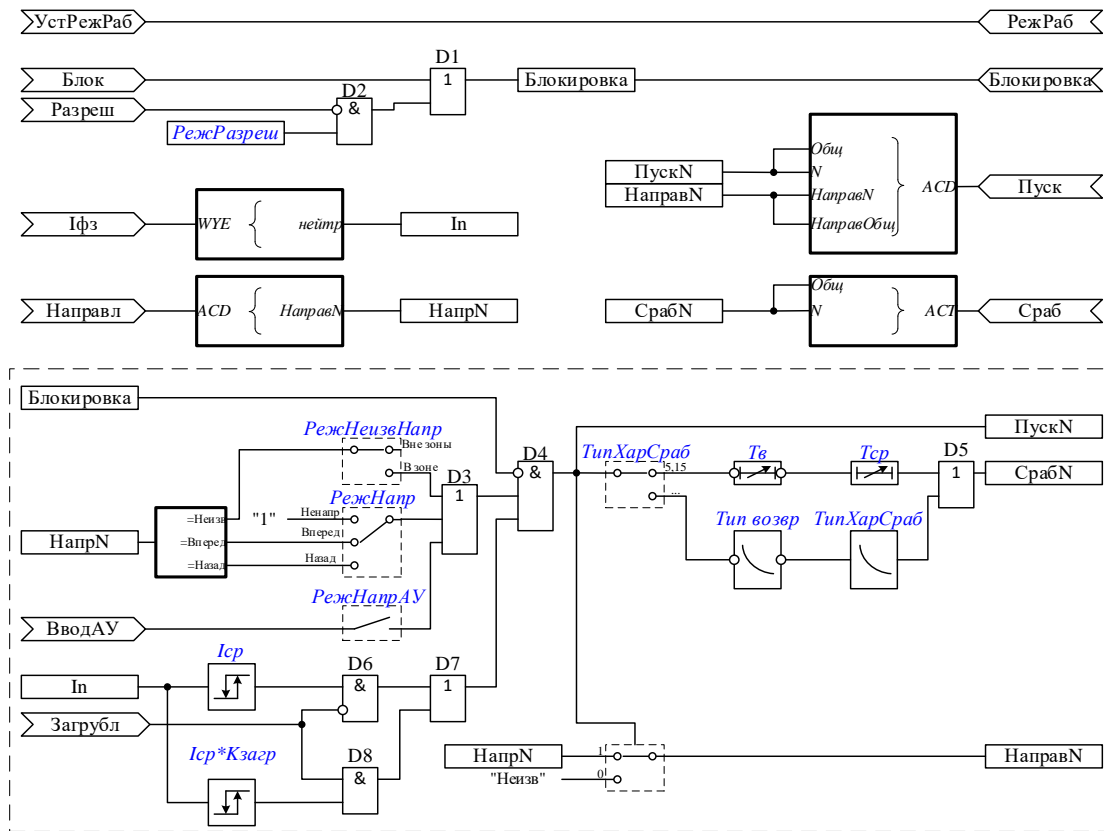 УстРежРаб
РежРаб
D1
Блок
1
Блокировка
Блокировка
D2
Разреш
&
РежРазреш
Общ
ПускN
N
НаправN
НаправN
ACD
Пуск
НаправОбщ
Iфз
WYE
{
нейтр
In
}
Направл
ACD
{
НаправN
НапрN
Общ
СрабN
N
}
ACT
Сраб
Блокировка
ПускN
РежНеизвНапр
Вне зоны
В зоне
D3
1
D4
&
ТипХарСраб
5,15
...
Тв
Тср
D5
1
СрабN
РежНапр
=Неизв
"1"
Ненапр
НапрN
=Вперед
Вперед
=Назад
Назад
Тип возвр
ТипХарСраб
РежНапрАУ
ВводАУ
Iср
D6
&
D7
1
In
Загрубл
Iср*Кзагр
D8
&
НапрN
1
НаправN
"Неизв"
0